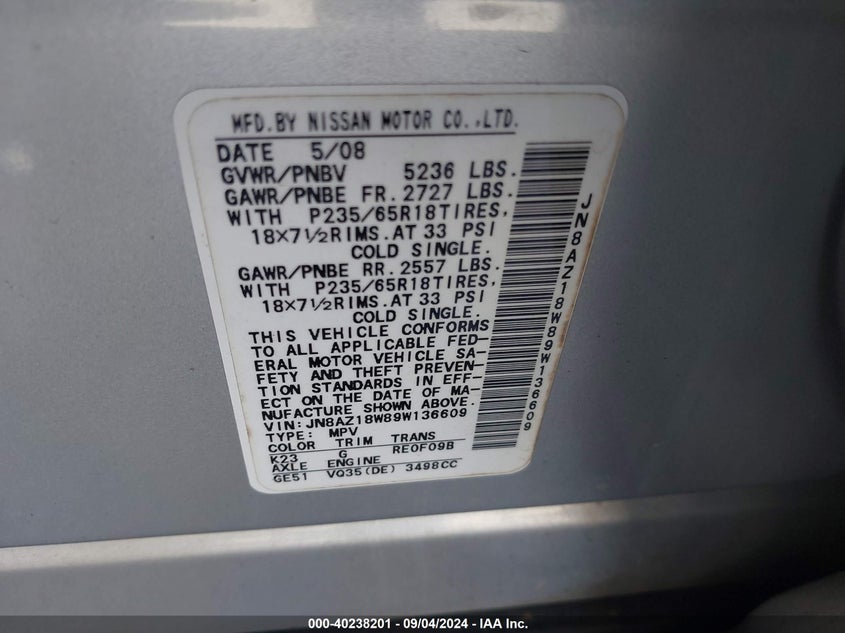 MFD.BY NISSAN MOTOR CO.,LTD.
DATE 5/08
GVWR/PNBV 5236 LBS.
GAWR/PNBE FR. 2727 LBS.
WITH P235/65R18TIRES,
18×7½RIMS.AT 33 PSI
COLD SINGLE.
GAWR/PNBE RR. 2557 LBS.
WITH P235/65R18TIRES,
18×7½RIMS.AT 33 PSI
COLD SINGLE.
THIS VEHICLE CONFORMS
TO ALL APPLICABLE FED-
ERAL MOTOR VEHICLE SA-
FETY AND THEFT PREVEN-
TION STANDARDS IN EFF-
ECT ON THE DATE OF MA-
NUFACTURE SHOWN ABOVE.
VIN:JN8AZ18W89W136609
TYPE: MPV
COLOR TRIM TRANS
K23 G RE0F09B
AXLE ENGINE
GE51 VQ35(DE) 3498CC
JN8AZ18W89W136609
000-40238201 - 09/04/2024 - IAA Inc.